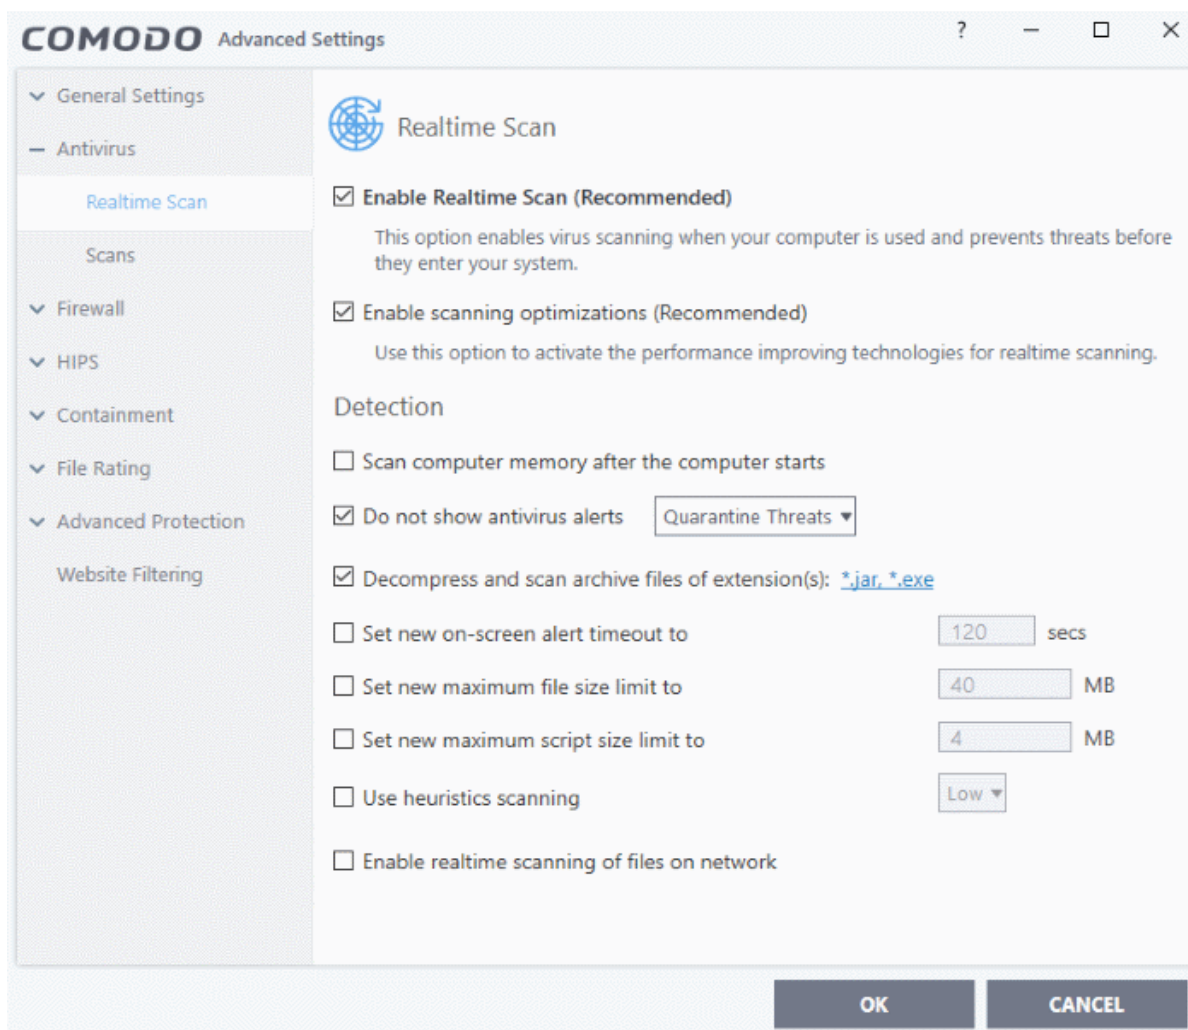 COMODO Advanced Settings ?
General Settings
Antivirus
Realtime Scan
Scans
Firewall
HIPS
Containment
File Rating
Advanced Protection
Website Filtering
Realtime Scan
Enable Realtime Scan (Recommended)
This option enables virus scanning when your computer is used and prevents threats before
they enter your system.
Enable scanning optimizations (Recommended)
Use this option to activate the performance improving technologies for realtime scanning.
Detection
Scan computer memory after the computer starts
Do not show antivirus alerts Quarantine Threats
Decompress and scan archive files of extension(s): *.jar, *.exe
Set new on-screen alert timeout to 120 secs
Set new maximum file size limit to 40 MB
Set new maximum script size limit to 4 MB
Use heuristics scanning Low
Enable realtime scanning of files on network
OK CANCEL